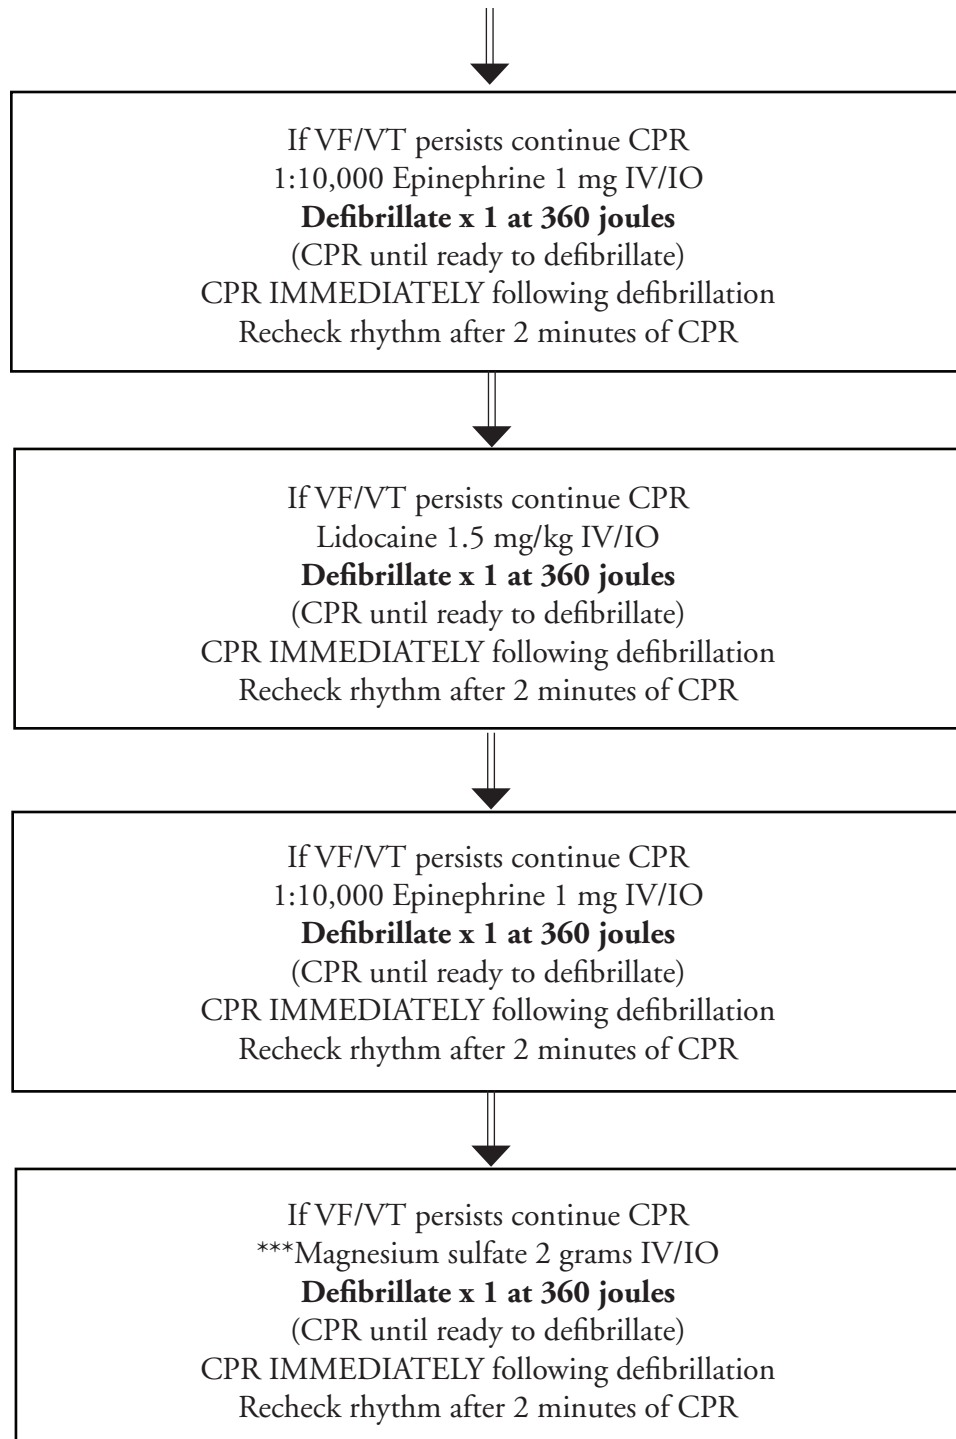 If VF/VT persists continue CPR
1:10,000 Epinephrine 1 mg IV/IO
Defibrillate x 1 at 360 joules
(CPR until ready to defibrillate)
CPR IMMEDIATELY following defibrillation
Recheck rhythm after 2 minutes of CPR
If VF/VT persists continue CPR
Lidocaine 1.5 mg/kg IV/IO
Defibrillate x 1 at 360 joules
(CPR until ready to defibrillate)
CPR IMMEDIATELY following defibrillation
Recheck rhythm after 2 minutes of CPR
If VF/VT persists continue CPR
1:10,000 Epinephrine 1 mg IV/IO
Defibrillate x 1 at 360 joules
(CPR until ready to defibrillate)
CPR IMMEDIATELY following defibrillation
Recheck rhythm after 2 minutes of CPR
If VF/VT persists continue CPR
***Magnesium sulfate 2 grams IV/IO
Defibrillate x 1 at 360 joules
(CPR until ready to defibrillate)
CPR IMMEDIATELY following defibrillation
Recheck rhythm after 2 minutes of CPR